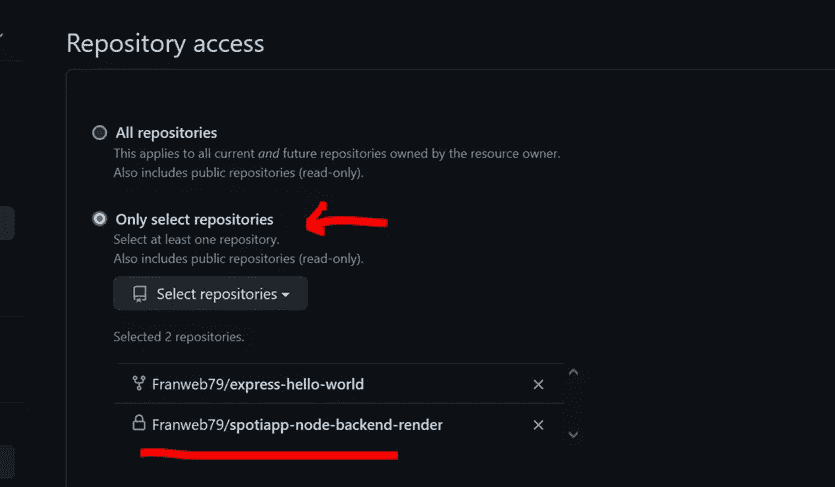 Repository access
All repositories
This applies to all current and future repositories owned by the resource owner.
Also includes public repositories (read-only).
Only select repositories
Select at least one repository.
Also includes public repositories (read-only).
Select repositories
Selected 2 repositories.
Franweb79/express-hello-world
Franweb79/spotiapp-node-backend-render